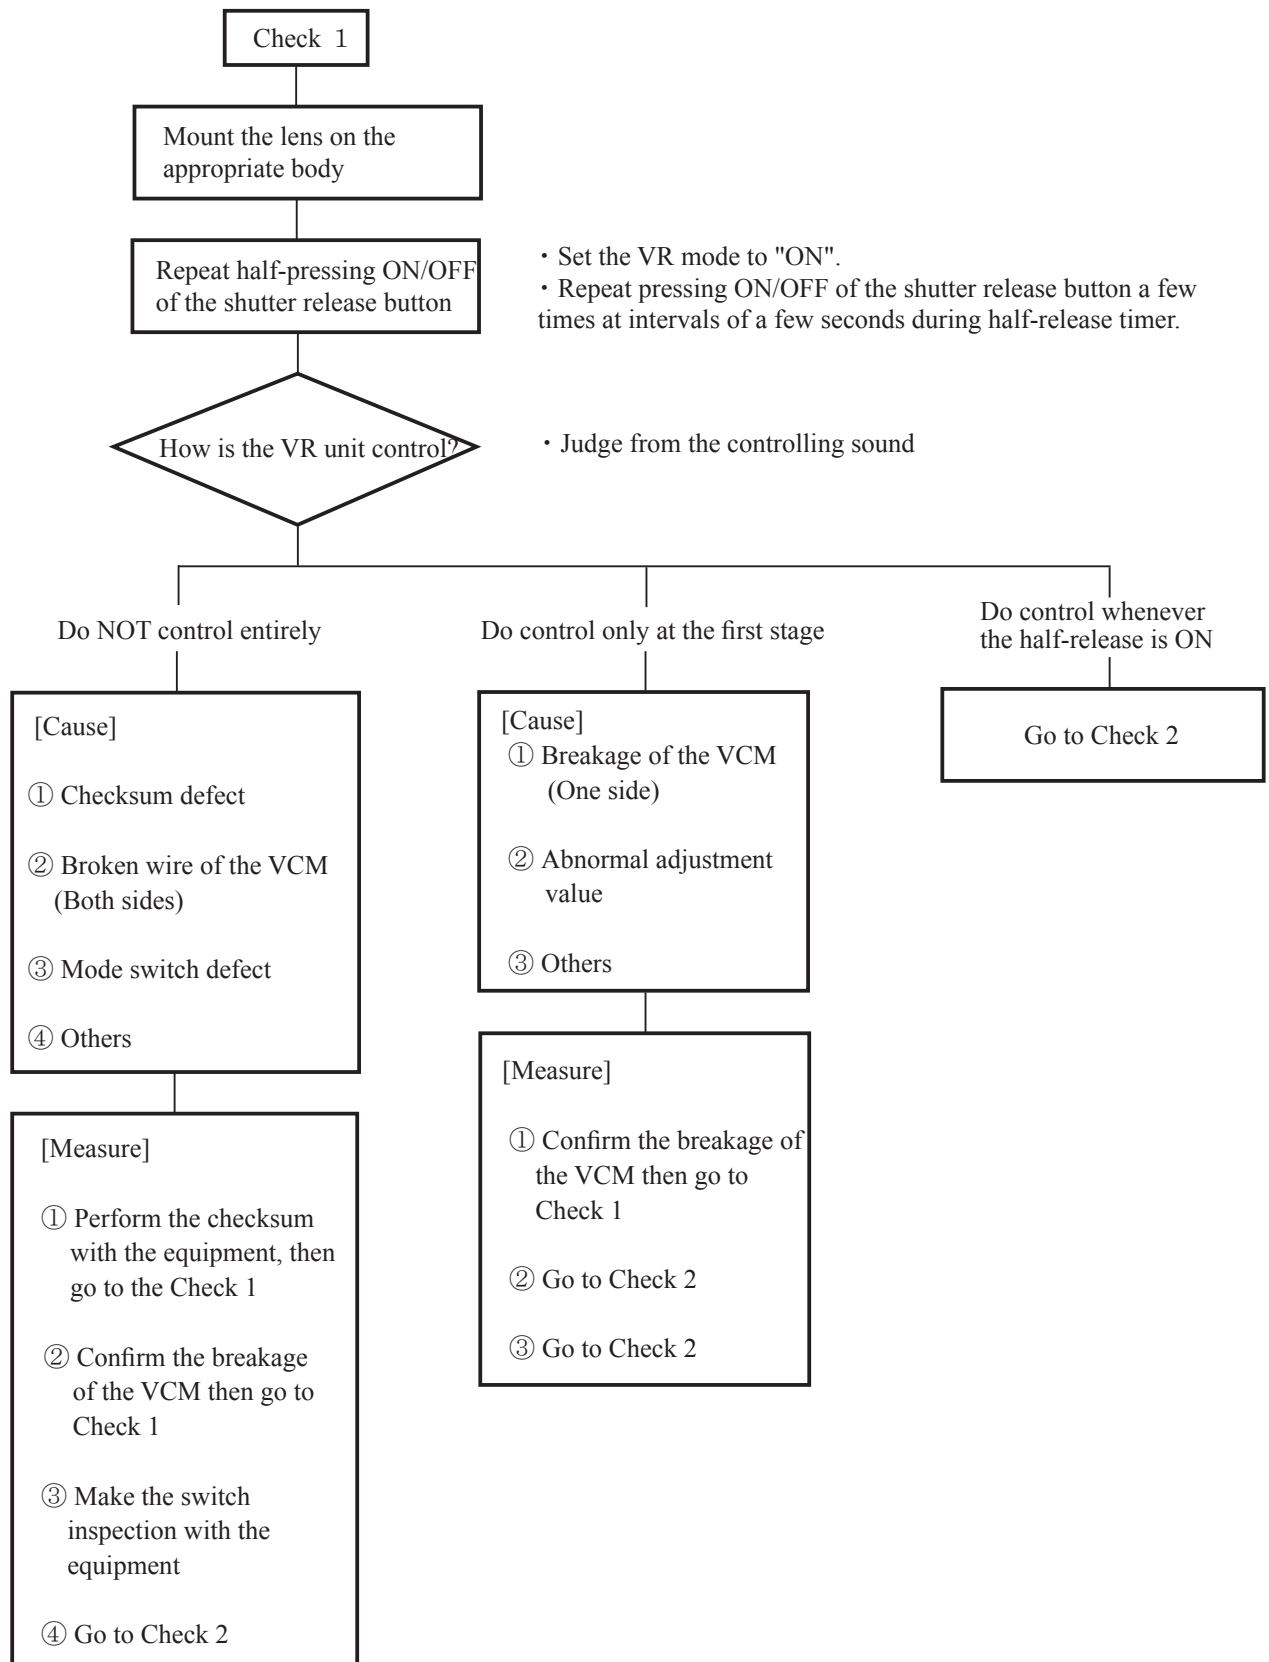 Check 1
Mount the lens on the
appropriate body
Repeat half-pressing ON/OFF
of the shutter release button
・Set the VR mode to "ON".
・Repeat pressing ON/OFF of the shutter release button a few
times at intervals of a few seconds during half-release timer.
How is the VR unit control?
・Judge from the controlling sound
Do NOT control entirely
[Cause]
① Checksum defect
② Broken wire of the VCM
(Both sides)
③ Mode switch defect
④ Others
[Measure]
① Perform the checksum
with the equipment, then
go to the Check 1
② Confirm the breakage
of the VCM then go to
Check 1
③ Make the switch
inspection with the
equipment
④ Go to Check 2
Do control only at the first stage
[Cause]
① Breakage of the VCM
(One side)
② Abnormal adjustment
value
③ Others
[Measure]
① Confirm the breakage of
the VCM then go to
Check 1
② Go to Check 2
③ Go to Check 2
Do control whenever
the half-release is ON
Go to Check 2